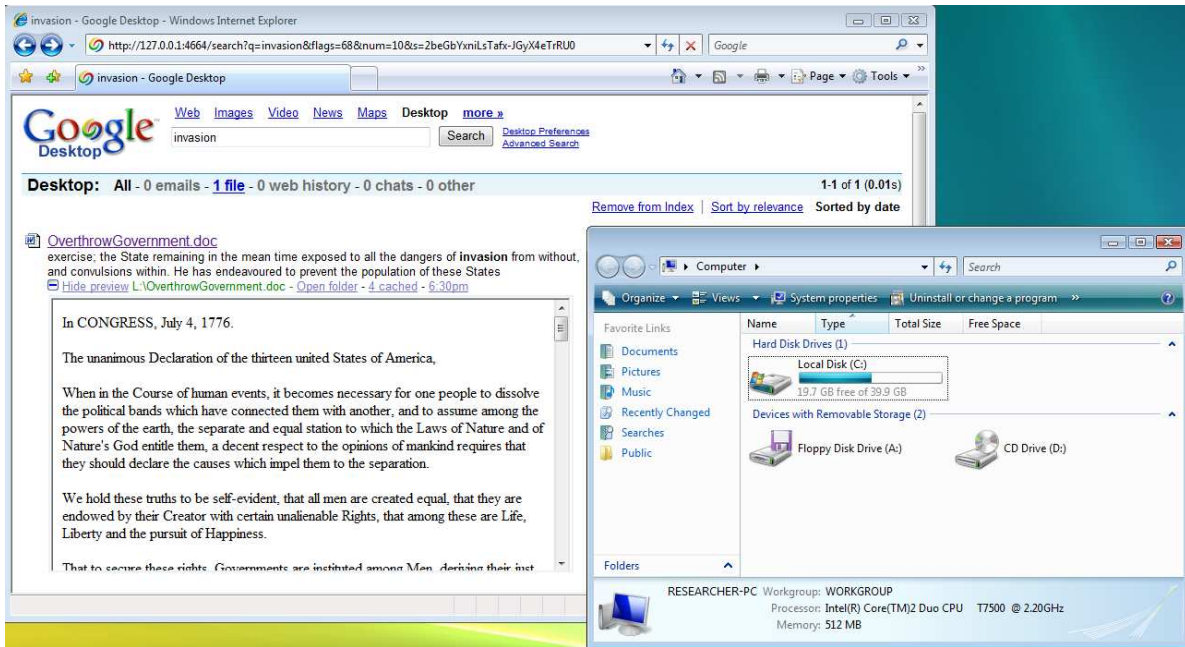 invasion - Google Desktop - Windows Internet Explorer
http://127.0.0.1:4664/search?q=invasion&flags=68&num=10&s=2beGbYxniLsTafx-JGyX4eTrRU0
Google
invasion - Google Desktop
Page Tools »
Google Desktop
Web Images Video News Maps Desktop more »
invasion
Search
Desktop Preferences
Advanced Search
Desktop: All - 0 emails - 1 file - 0 web history - 0 chats - 0 other
1-1 of 1 (0.01s)
Remove from Index | Sort by relevance Sorted by date
OverthrowGovernment.doc
exercise; the State remaining in the mean time exposed to all the dangers of invasion from without,
and convulsions within. He has endeavoured to prevent the population of these States
Hide preview L:\OverthrowGovernment.doc - Open folder - 4 cached - 6:30pm
In CONGRESS, July 4, 1776.
The unanimous Declaration of the thirteen united States of America,
When in the Course of human events, it becomes necessary for one people to dissolve
the political bands which have connected them with another, and to assume among the
powers of the earth, the separate and equal station to which the Laws of Nature and of
Nature's God entitle them, a decent respect to the opinions of mankind requires that
they should declare the causes which impel them to the separation.
We hold these truths to be self-evident, that all men are created equal, that they are
endowed by their Creator with certain unalienable Rights, that among these are Life,
Liberty and the pursuit of Happiness.
That to secure these rights, Governments are instituted among Men, deriving their just
Computer
Search
Organize Views System properties Uninstall or change a program »
Favorite Links
Documents
Pictures
Music
Recently Changed
Searches
Public
Folders
Name Type Total Size Free Space
Hard Disk Drives (1)
Local Disk (C:)
19.7 GB free of 39.9 GB
Devices with Removable Storage (2)
Floppy Disk Drive (A:)
CD Drive (D:)
RESEARCHER-PC Workgroup: WORKGROUP
Processor: Intel(R) Core(TM)2 Duo CPU T7500 @ 2.20GHz
Memory: 512 MB